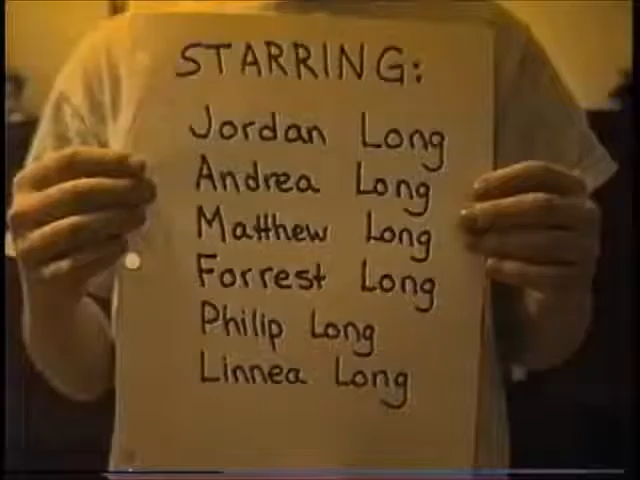 STARRING:
Jordan Long
Andrea Long
Matthew Long
Forrest Long
Philip Long
Linnea Long